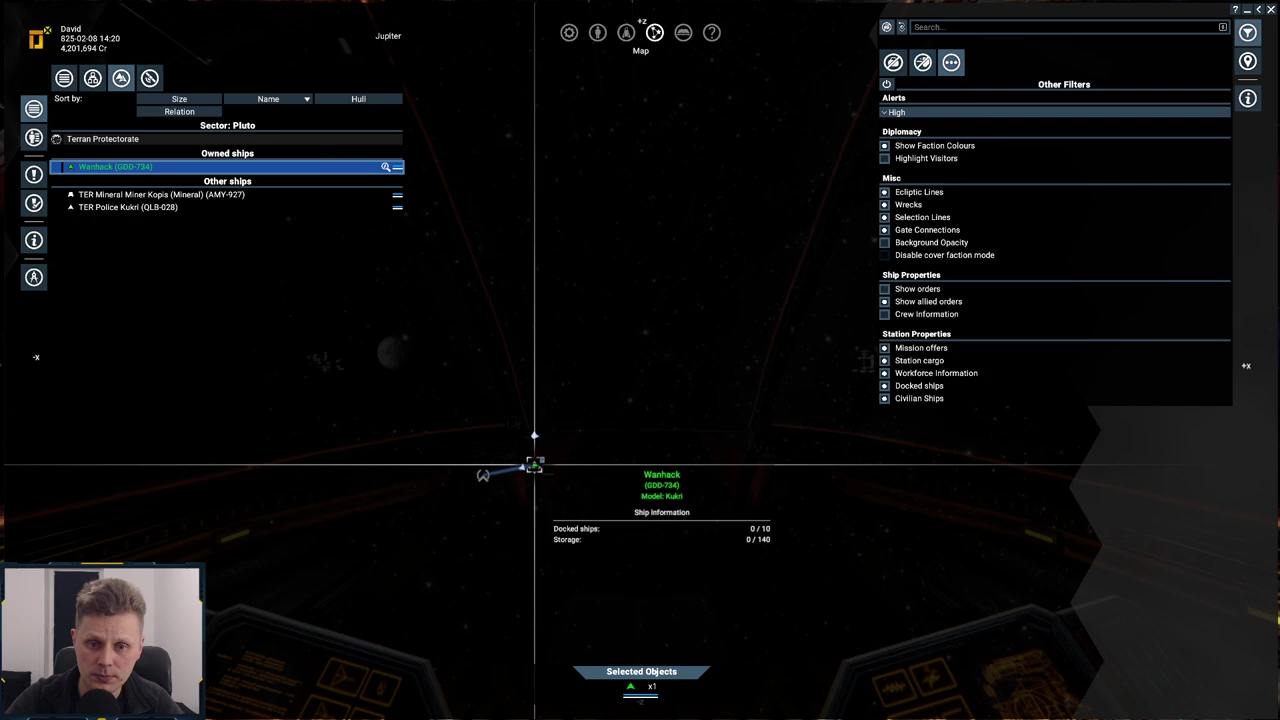 David
825-02-08 14:20
4,201,694 Cr
Jupiter
+z
Map
Search...
Other Filters
Alerts
High
Diplomacy
Show Faction Colours
Highlight Visitors
Misc
Ecliptic Lines
Wrecks
Selection Lines
Gate Connections
Background Opacity
Disable cover faction mode
Ship Properties
Show orders
Show allied orders
Crew Information
Station Properties
Mission offers
Station cargo
Workforce Information
Docked ships
Civilian Ships
Sort by:
Size
Name
Hull
Relation
Sector: Pluto
Terran Protectorate
Owned ships
Wanhack (GDD-734)
Other ships
TER Mineral Miner Kopis (Mineral) (AMY-927)
TER Police Kukri (QLB-028)
-x
+x
Wanhack
(GDD-734)
Model: Kukri
Ship Information
Docked ships: 0 / 10
Storage: 0 / 140
Selected Objects
x1
-z